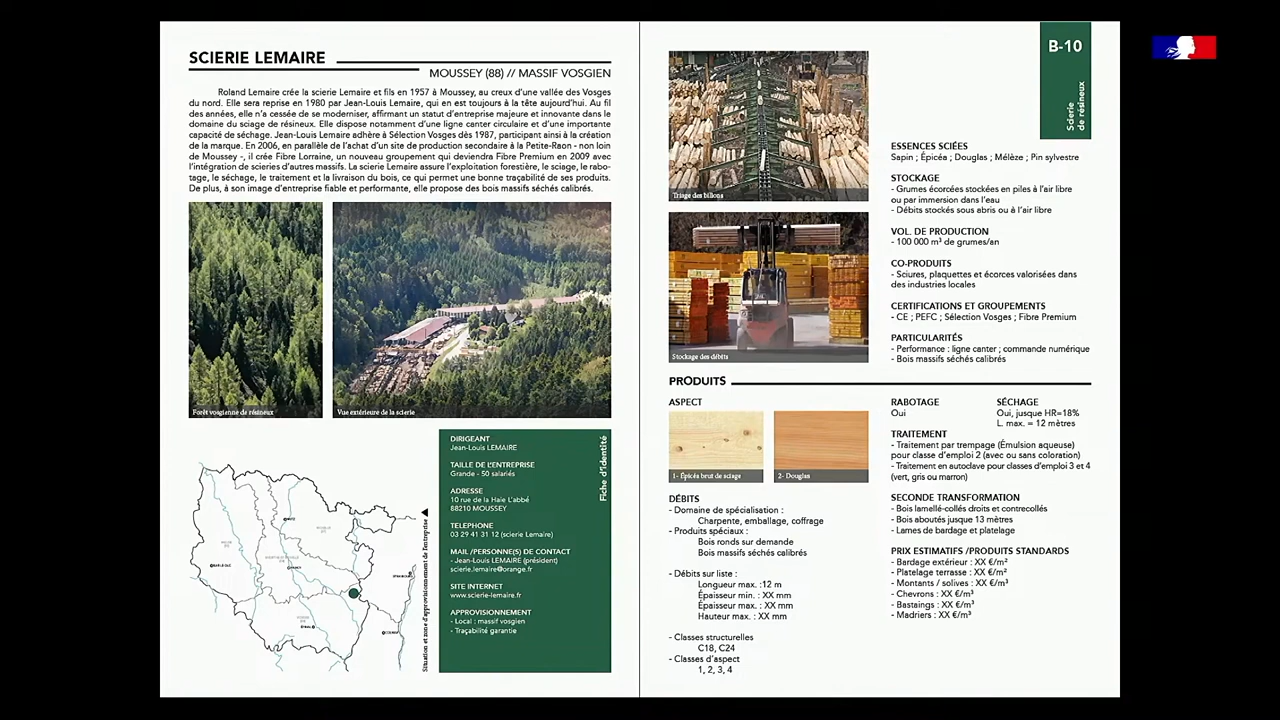 SCIERIE LEMAIRE
MOUSSEY (88) // MASSIF VOSGIEN
Roland Lemaire crée la scierie Lemaire et fils en 1957 à Moussey, au creux d'une vallée des Vosges
du nord. Elle sera reprise en 1980 par Jean-Louis Lemaire, qui en est toujours à la tête aujourd'hui. Au fil
des années, elle n'a cessée de se moderniser, affirmant un statut d'entreprise majeure et innovante dans le
domaine du sciage de résineux. Elle dispose notamment d'une ligne canter circulaire et d'une importante
capacité de séchage. Jean-Louis Lemaire adhère à Sélection Vosges dès 1987, participant ainsi à la création
de la marque. En 2006, en parallèle de l'achat d'un site de production secondaire à la Petite-Raon - non loin
de Moussey -, il crée Fibre Lorraine, un nouveau groupement qui deviendra Fibre Premium en 2009 avec
l'intégration de scieries d'autres massifs. La scierie Lemaire assure l'exploitation forestière, le sciage, le rabo-
tage, le séchage, le traitement et la livraison du bois, ce qui permet une bonne traçabilité de ses produits.
De plus, à son image d'entreprise fiable et performante, elle propose des bois massifs séchés calibrés.
Forêt vosgienne de résineux
Vue extérieure de la scierie
Situation et zone d'approvisionnement de l'entreprise
Fiche d'identité
DIRIGEANT
Jean-Louis LEMAIRE
TAILLE DE L'ENTREPRISE
Grande - 50 salariés
ADRESSE
10 rue de la Haie L'abbé
88210 MOUSSEY
TELEPHONE
03 29 41 31 12 (scierie Lemaire)
MAIL /PERSONNE(S) DE CONTACT
- Jean-Louis LEMAIRE (président)
scierie.lemaire@orange.fr
SITE INTERNET
www.scierie-lemaire.fr
APPROVISIONNEMENT
- Local : massif vosgien
- Traçabilité garantie
Triage des billons
Stockage des débits
B-10
Scierie
de résineux
ESSENCES SCIÉES
Sapin ; Épicéa ; Douglas ; Mélèze ; Pin sylvestre
STOCKAGE
- Grumes écorcées stockées en piles à l'air libre
ou par immersion dans l'eau
- Débits stockés sous abris ou à l'air libre
VOL. DE PRODUCTION
- 100 000 m³ de grumes/an
CO-PRODUITS
- Sciures, plaquettes et écorces valorisées dans
des industries locales
CERTIFICATIONS ET GROUPEMENTS
- CE ; PEFC ; Sélection Vosges ; Fibre Premium
PARTICULARITÉS
- Performance : ligne canter ; commande numérique
- Bois massifs séchés calibrés
PRODUITS
ASPECT
1- Épicéa brut de sciage
2- Douglas
DÉBITS
- Domaine de spécialisation :
Charpente, emballage, coffrage
- Produits spéciaux :
Bois ronds sur demande
Bois massifs séchés calibrés
- Débits sur liste :
Longueur max. :12 m
Épaisseur min. : XX mm
Épaisseur max. : XX mm
Hauteur max. : XX mm
- Classes structurelles
C18, C24
- Classes d'aspect
1, 2, 3, 4
RABOTAGE
Oui
SÉCHAGE
Oui, jusque HR=18%
L. max. = 12 mètres
TRAITEMENT
- Traitement par trempage (Émulsion aqueuse)
pour classe d'emploi 2 (avec ou sans coloration)
- Traitement en autoclave pour classes d'emploi 3 et 4
(vert, gris ou marron)
SECONDE TRANSFORMATION
- Bois lamellé-collés droits et contrecollés
- Bois aboutés jusque 13 mètres
- Lames de bardage et platelage
PRIX ESTIMATIFS /PRODUITS STANDARDS
- Bardage extérieur : XX €/m²
- Platelage terrasse : XX €/m²
- Montants / solives : XX €/m³
- Chevrons : XX €/m³
- Bastaings : XX €/m³
- Madriers : XX €/m³